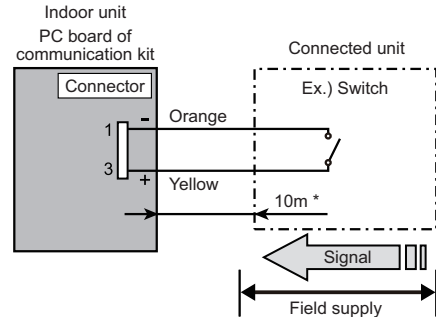 Indoor unit
PC board of
communication kit
Connector
1
-
Orange
3
+
Yellow
10m *
Connected unit
Ex.) Switch
Signal
Field supply